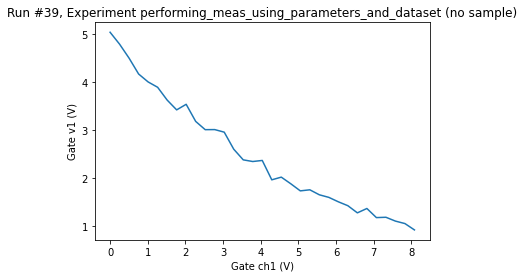 Run #39, Experiment performing_meas_using_parameters_and_dataset (no sample)
5
4
3
2
1
Gate v1 (V)
0 1 2 3 4 5 6 7 8
Gate ch1 (V)